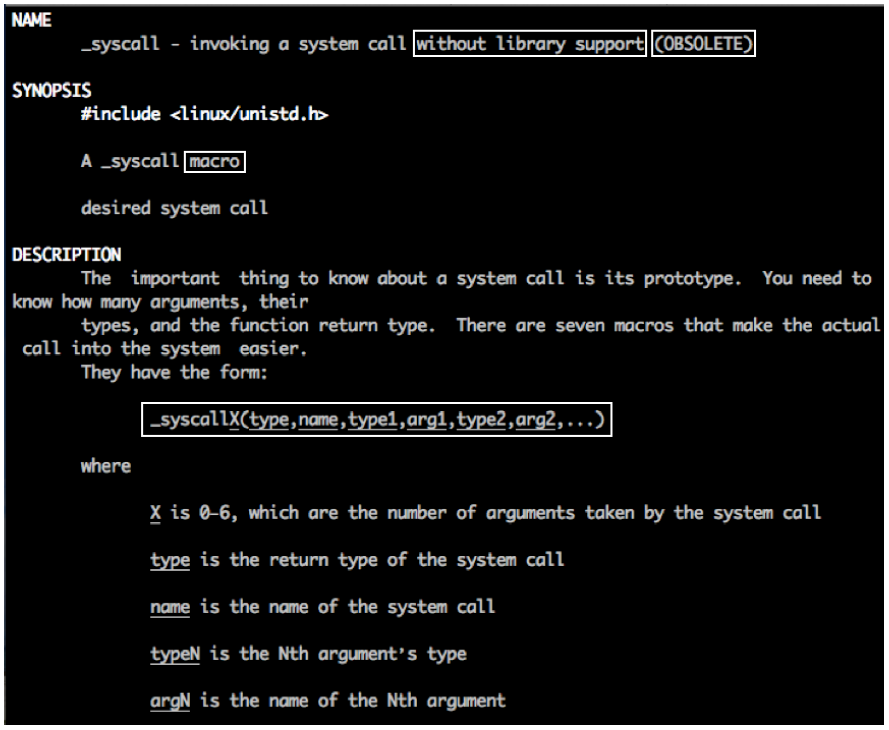 NAME
_syscall - invoking a system call without library support (OBSOLETE)
SYNOPSIS
#include <linux/unistd.h>
A _syscall macro
desired system call
DESCRIPTION
The  important  thing to know about a system call is its prototype.  You need to
know how many arguments, their
types, and the function return type.  There are seven macros that make the actual
call into the system  easier.
They have the form:
_syscallX(type,name,type1,arg1,type2,arg2,...)
where
X is 0–6, which are the number of arguments taken by the system call
type is the return type of the system call
name is the name of the system call
typeN is the Nth argument's type
argN is the name of the Nth argument